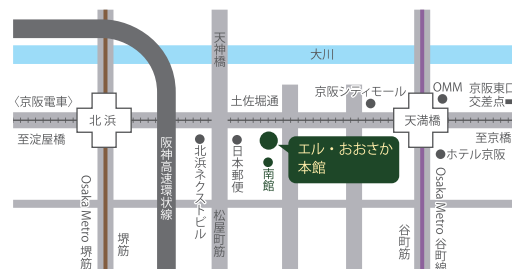 天神橋
大川
〈京阪電車〉
北浜
至淀屋橋
土佐堀通
京阪シティモール
OMM
京阪東口
交差点
天満橋
至京橋
ホテル京阪
エル・おおさか
本館
南館
日本郵便
北浜ネクストビル
阪神高速環状線
松屋町筋
Osaka Metro 堺筋
堺筋
谷町筋
Osaka Metro 谷町線